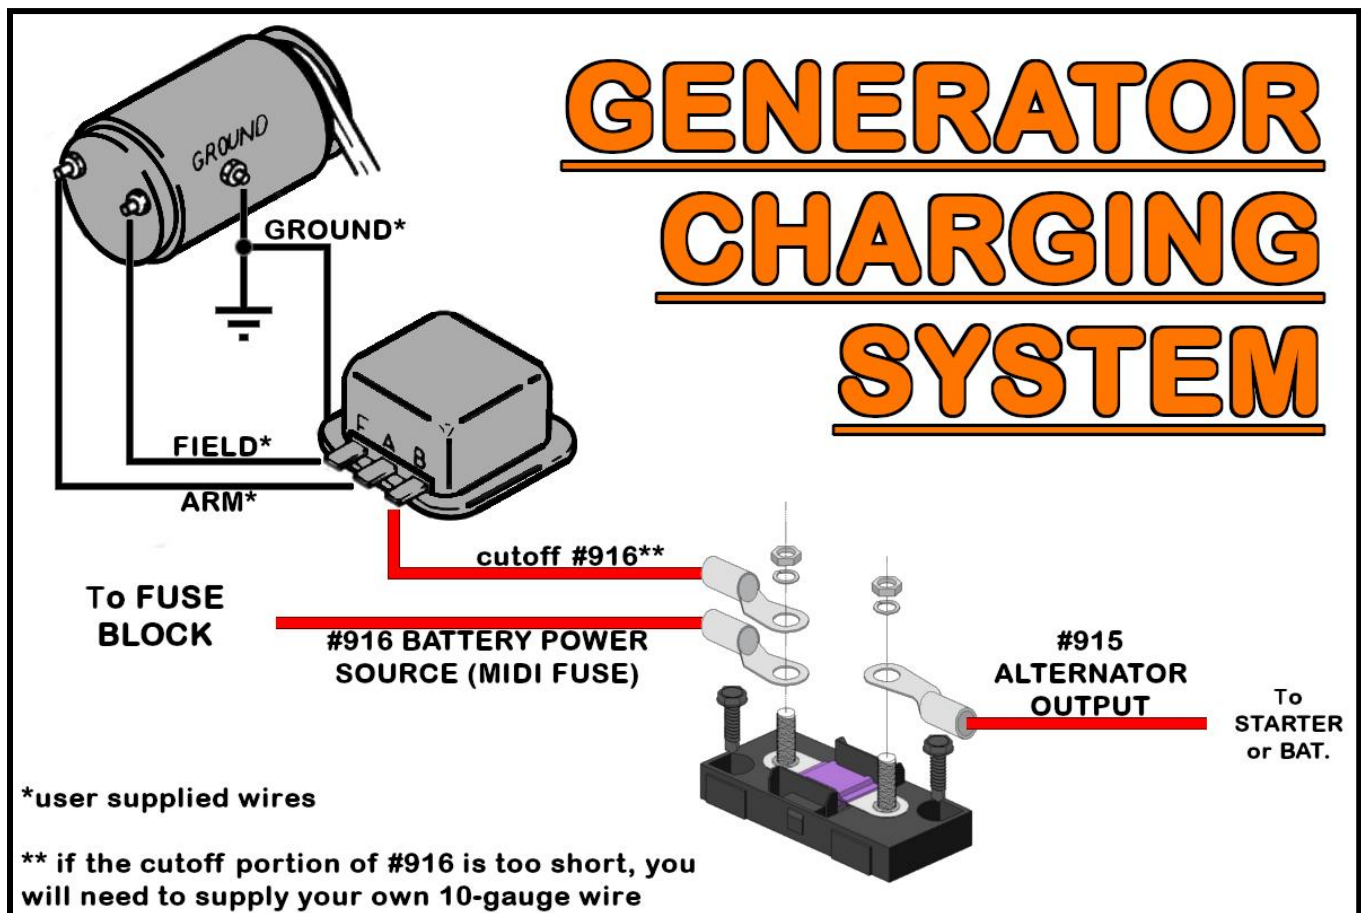 GENERATOR
CHARGING
SYSTEM
GROUND
GROUND*
F A B
FIELD*
ARM*
cutoff #916**
To FUSE
BLOCK
#916 BATTERY POWER
SOURCE (MIDI FUSE)
#915
ALTERNATOR
OUTPUT
To
STARTER
or BAT.
*user supplied wires
** if the cutoff portion of #916 is too short, you
will need to supply your own 10-gauge wire